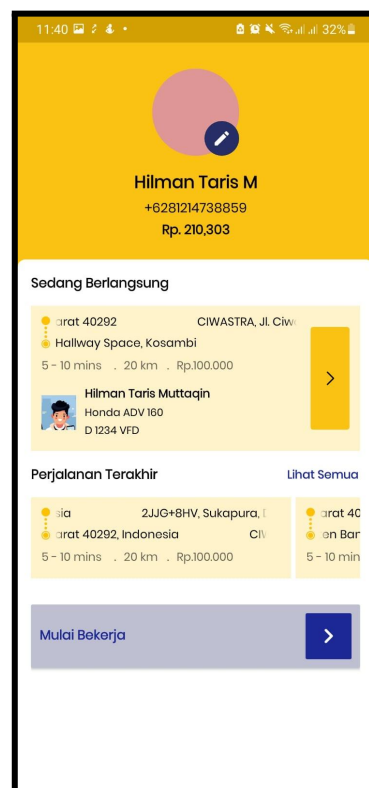 11:40 32%
Hilman Taris M
+6281214738859
Rp. 210,303
Sedang Berlangsung
arat 40292 CIWASTRA, Jl. Ciw
Hallway Space, Kosambi
5 - 10 mins . 20 km . Rp.100.000
Hilman Taris Muttaqin
Honda ADV 160
D 1234 VFD
Perjalanan Terakhir Lihat Semua
sia 2JJG+8HV, Sukapura,
arat 40292, Indonesia CIV
5 - 10 mins . 20 km . Rp.100.000
arat 40
en Ban
5 - 10 min
Mulai Bekerja